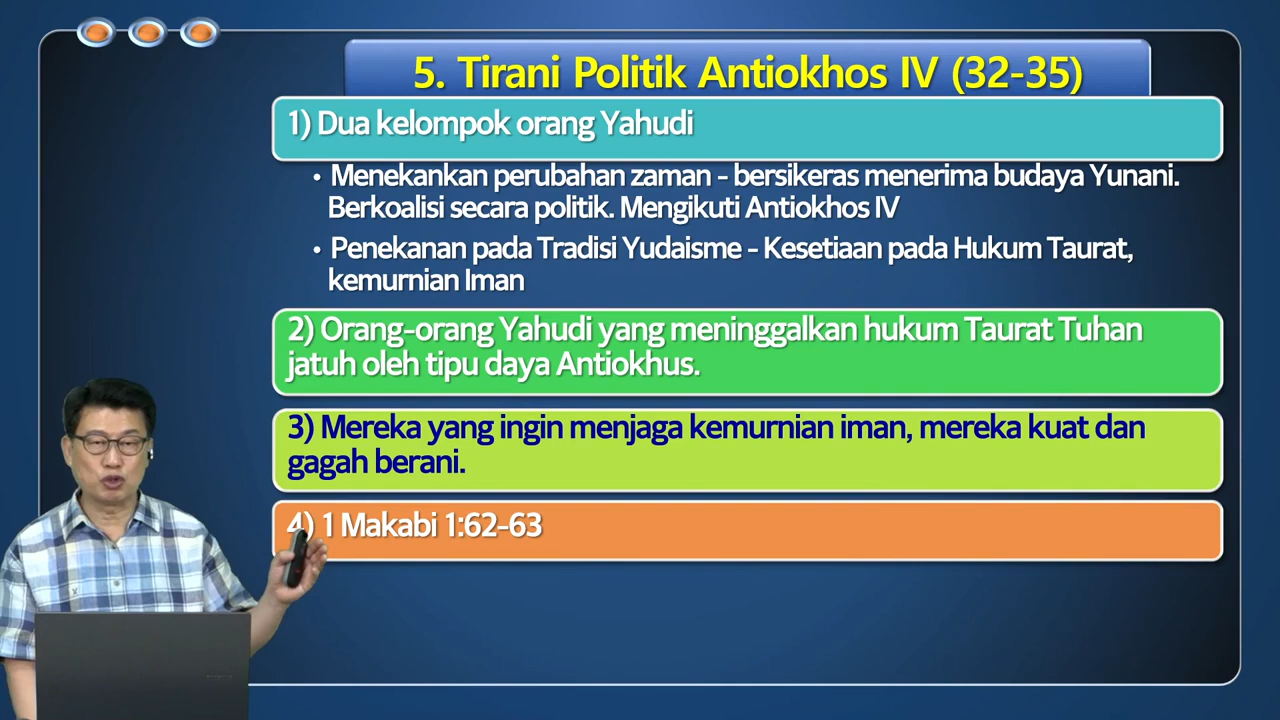 5. Tirani Politik Antiokhos IV (32-35)
1) Dua kelompok orang Yahudi
• Menekankan perubahan zaman - bersikeras menerima budaya Yunani.
Berkoalisi secara politik. Mengikuti Antiokhos IV
• Penekanan pada Tradisi Yudaisme - Kesetiaan pada Hukum Taurat,
kemurnian Iman
2) Orang-orang Yahudi yang meninggalkan hukum Taurat Tuhan
jatuh oleh tipu daya Antiokhus.
3) Mereka yang ingin menjaga kemurnian iman, mereka kuat dan
gagah berani.
4) 1 Makabi 1:62-63